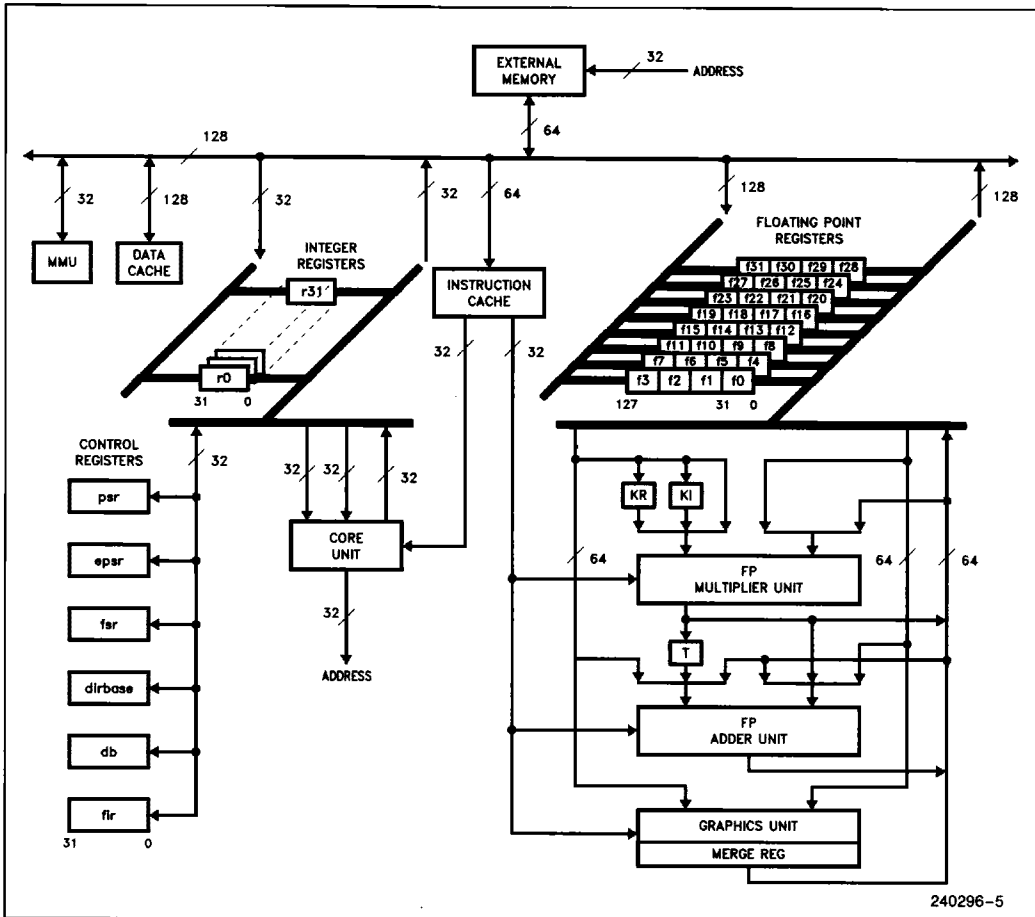 EXTERNAL
MEMORY
32
ADDRESS
64
128
32
128
32
32
64
128
128
MMU
DATA
CACHE
INTEGER
REGISTERS
r31
r0
31 0
INSTRUCTION
CACHE
FLOATING POINT
REGISTERS
f31 f30 f29 f28
f27 f26 f25 f24
f23 f22 f21 f20
f19 f18 f17 f16
f15 f14 f13 f12
f11 f10 f9 f8
f7 f6 f5 f4
f3 f2 f1 f0
127 31 0
32
32
CONTROL
REGISTERS
32
psr
epsr
fsr
dirbase
db
fir
31 0
32
32
32
CORE
UNIT
32
ADDRESS
KR
KI
64
64
64
FP
MULTIPLIER UNIT
T
FP
ADDER UNIT
GRAPHICS UNIT
MERGE REG
240296-5